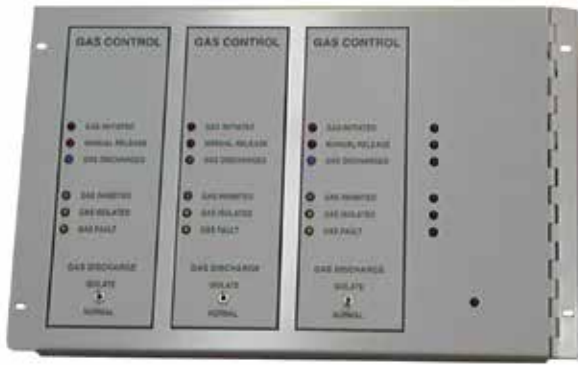 GAS CONTROL
GAS INITIATED
MANUAL RELEASE
GAS DISCHARGED
GAS INHIBITED
GAS ISOLATED
GAS FAULT
GAS DISCHARGE
ISOLATE
NORMAL
GAS CONTROL
GAS INITIATED
MANUAL RELEASE
GAS DISCHARGED
GAS INHIBITED
GAS ISOLATED
GAS FAULT
GAS DISCHARGE
ISOLATE
NORMAL
GAS CONTROL
GAS INITIATED
MANUAL RELEASE
GAS DISCHARGED
GAS INHIBITED
GAS ISOLATED
GAS FAULT
GAS DISCHARGE
ISOLATE
NORMAL